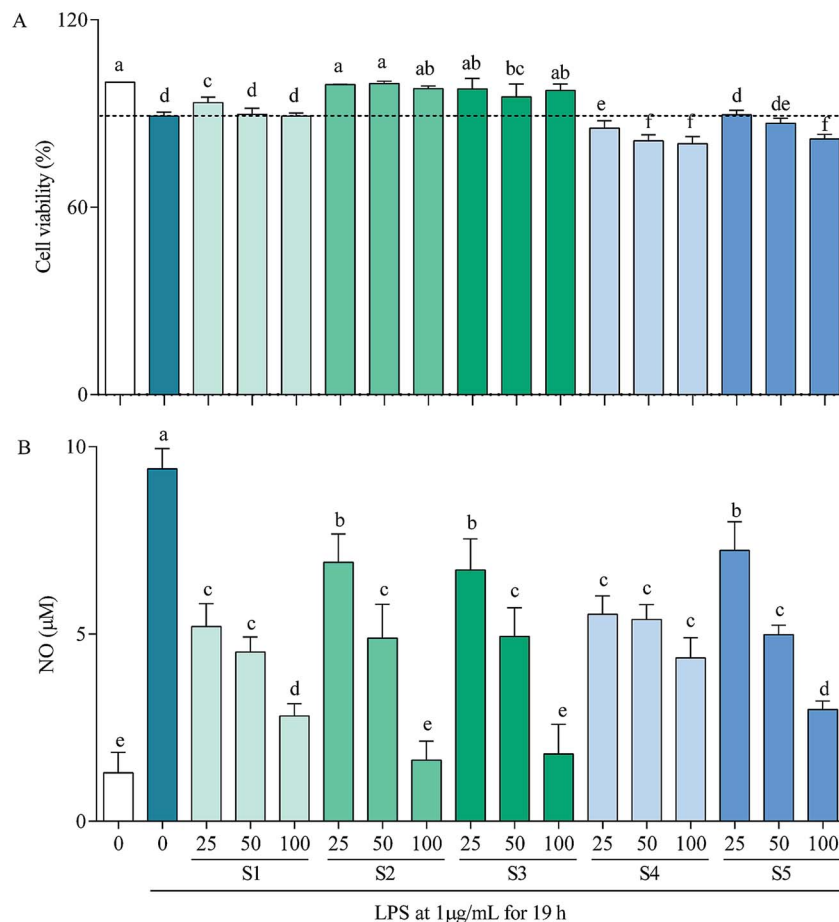 A
120
a d c d d a a ab ab bc ab e f f d de f
60
Cell viability (%)
0
B
10
a
b b b
c c c c c c c c
5
NO (μM)
d d
e e e
0
0 0 25 50 100 25 50 100 25 50 100 25 50 100 25 50 100
S1 S2 S3 S4 S5
LPS at 1μg/mL for 19 h